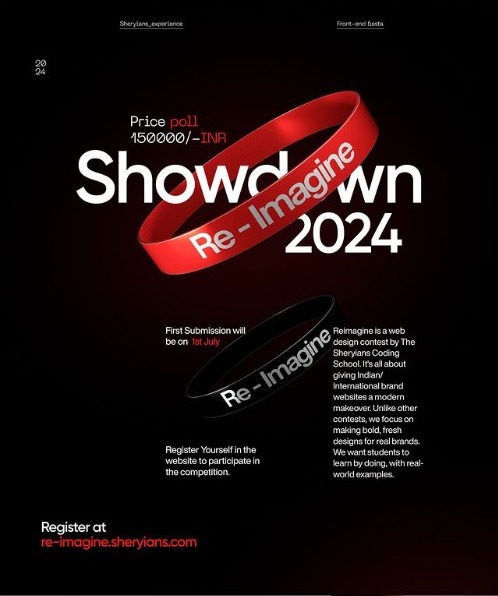 Sheryians_experience
Front-end fiesta
20
24
Price poll
150000/-INR
Showd wn
2024
Re - Imagine
First Submission will
be on 1st July
Re - Imagine
Reimagine is a web
design contest by The
Sheryians Coding
School. It's all about
giving Indian/
International brand
websites a modern
makeover. Unlike other
contests, we focus on
making bold, fresh
designs for real brands.
We want students to
learn by doing, with real-
world examples.
Register Yourself in the
website to participate in
the competition.
Register at
re-imagine.sheryians.com